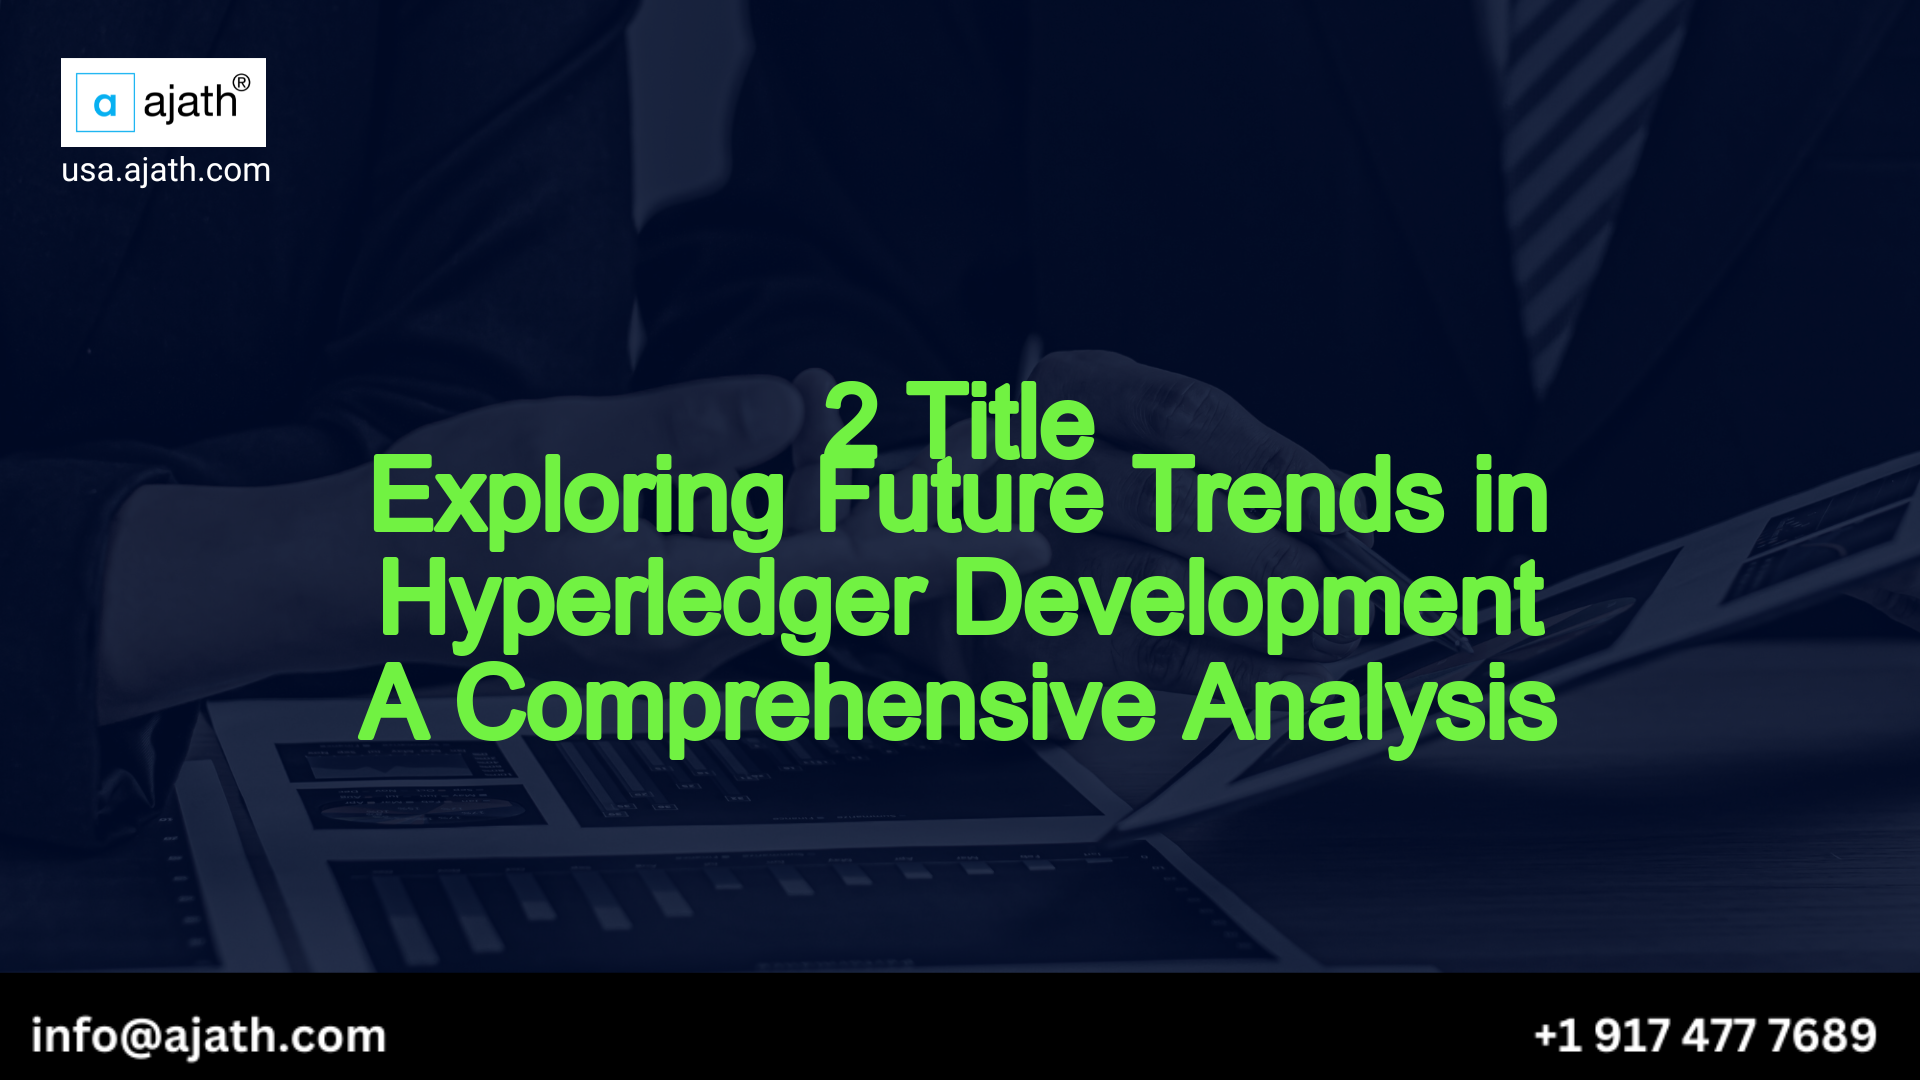 a ajath®
usa.ajath.com
2 Title
Exploring Future Trends in
Hyperledger Development
A Comprehensive Analysis
info@ajath.com
+1 917 477 7689